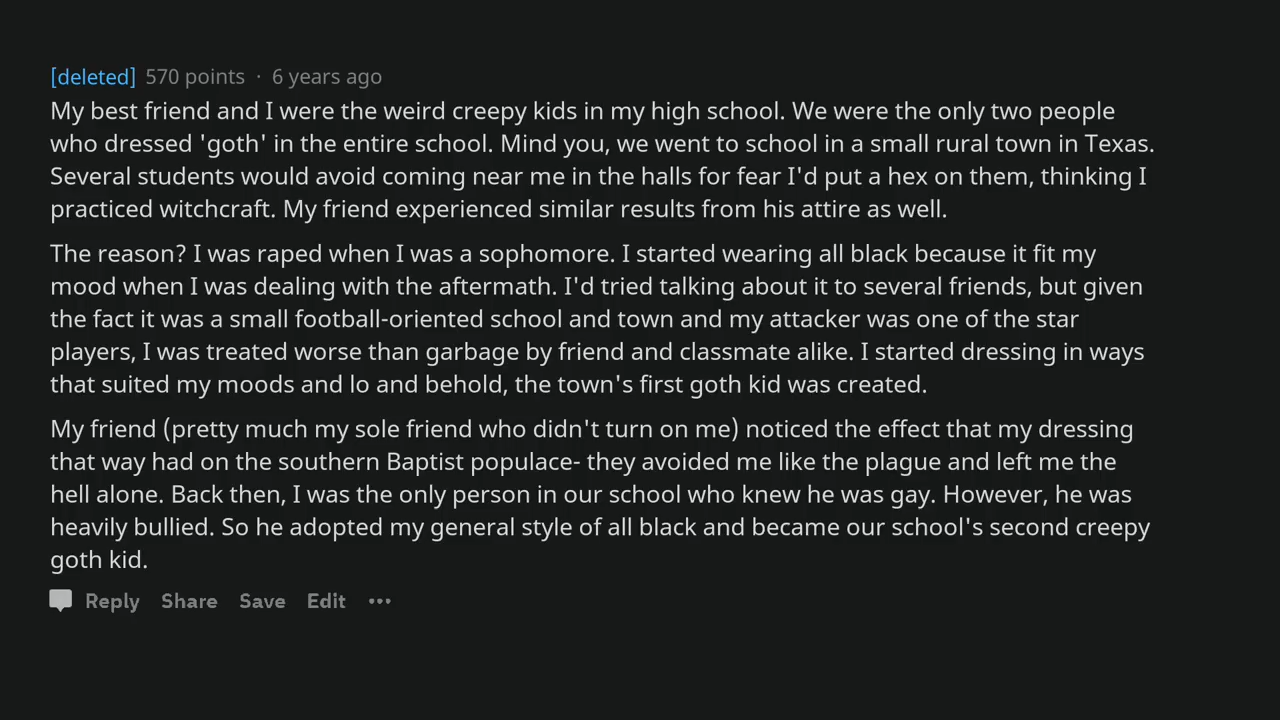 [deleted] 570 points · 6 years ago
My best friend and I were the weird creepy kids in my high school. We were the only two people
who dressed 'goth' in the entire school. Mind you, we went to school in a small rural town in Texas.
Several students would avoid coming near me in the halls for fear I'd put a hex on them, thinking I
practiced witchcraft. My friend experienced similar results from his attire as well.
The reason? I was raped when I was a sophomore. I started wearing all black because it fit my
mood when I was dealing with the aftermath. I'd tried talking about it to several friends, but given
the fact it was a small football-oriented school and town and my attacker was one of the star
players, I was treated worse than garbage by friend and classmate alike. I started dressing in ways
that suited my moods and lo and behold, the town's first goth kid was created.
My friend (pretty much my sole friend who didn't turn on me) noticed the effect that my dressing
that way had on the southern Baptist populace- they avoided me like the plague and left me the
hell alone. Back then, I was the only person in our school who knew he was gay. However, he was
heavily bullied. So he adopted my general style of all black and became our school's second creepy
goth kid.
Reply Share Save Edit •••